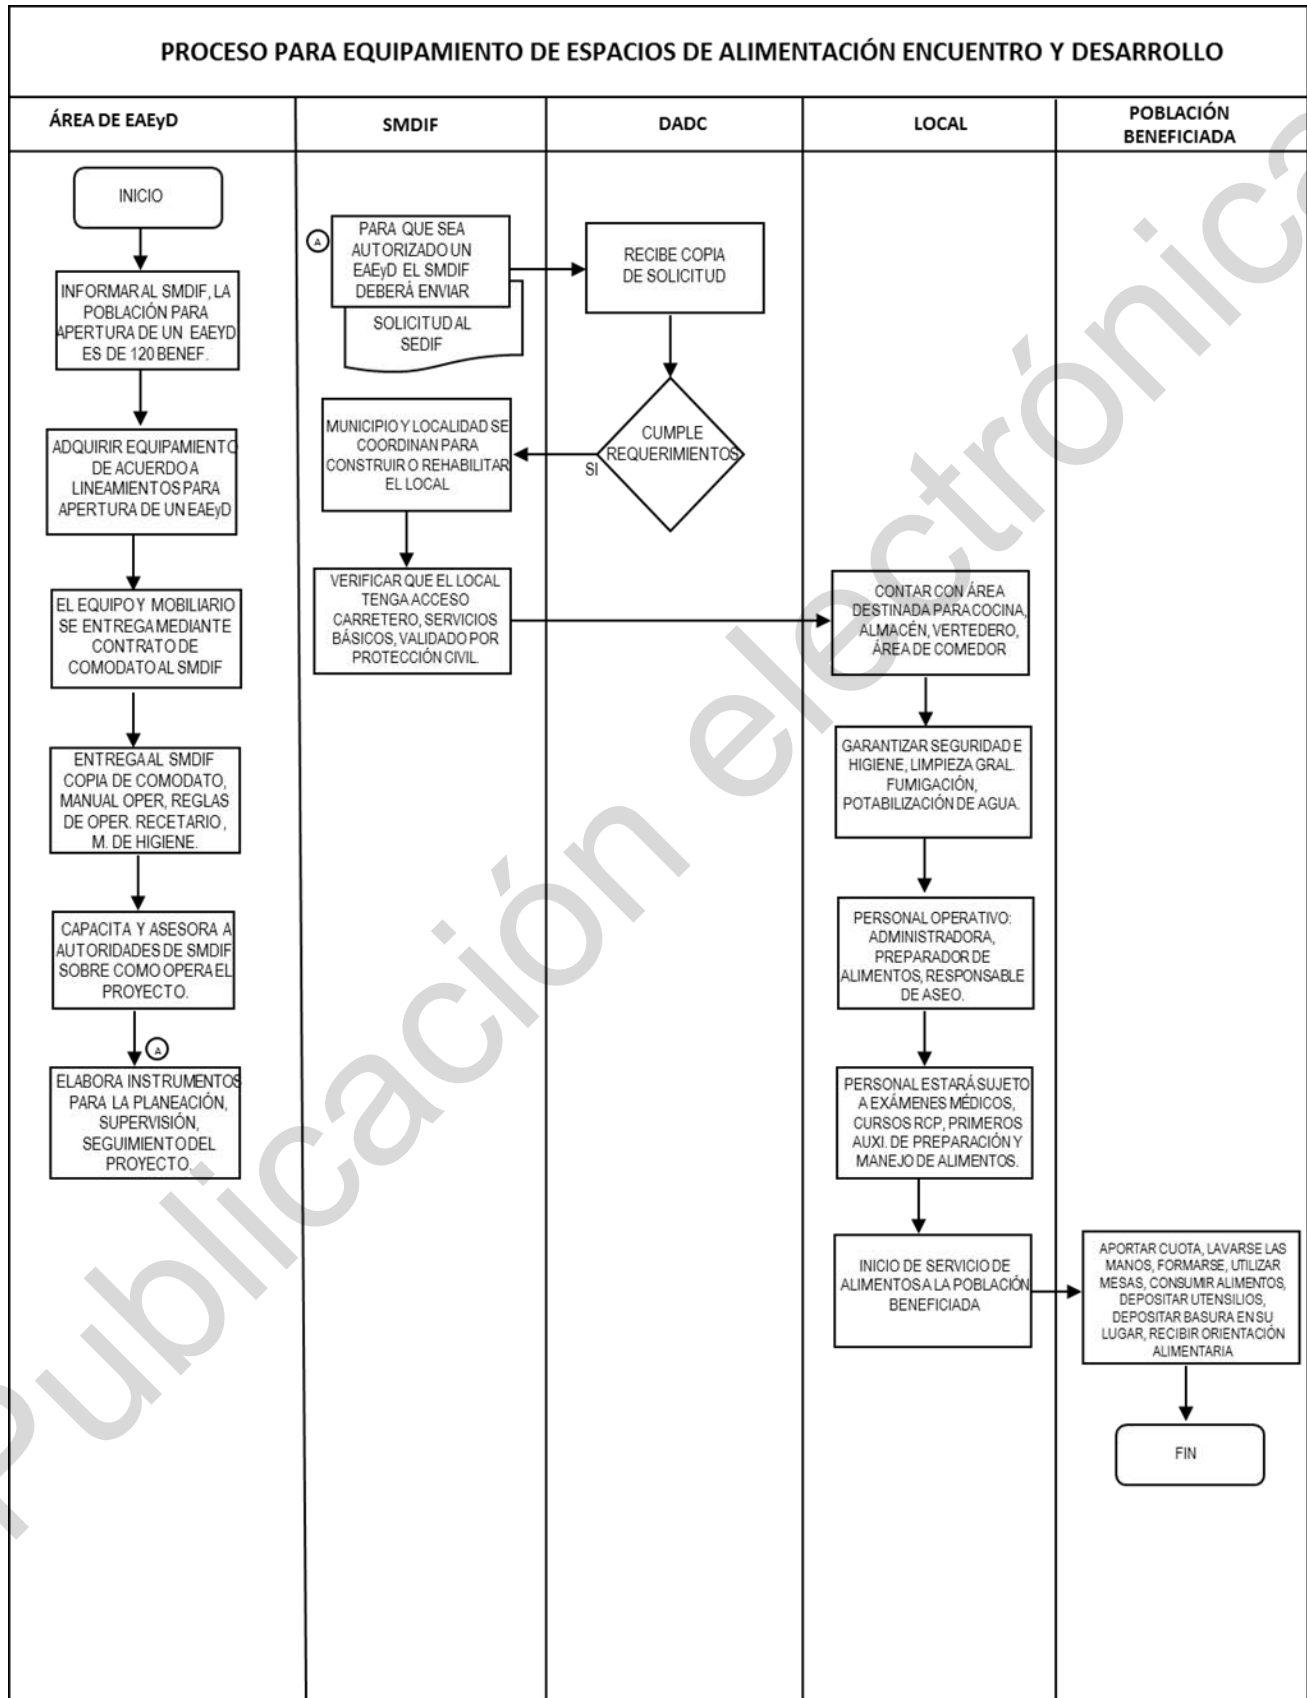 PROCESO PARA EQUIPAMIENTO DE ESPACIOS DE ALIMENTACIÓN ENCUENTRO Y DESARROLLO
ÁREA DE EAEyD
SMDIF
DADC
LOCAL
POBLACIÓN
BENEFICIADA
INICIO
INFORMAR AL SMDIF, LA
POBLACIÓN PARA
APERTURA DE UN EAEYD
ES DE 120 BENEF.
ADQUIRIR EQUIPAMIENTO
DE ACUERDO A
LINEAMIENTOS PARA
APERTURA DE UN EAEyD
EL EQUIPO Y MOBILIARIO
SE ENTREGA MEDIANTE
CONTRATO DE
COMODATO AL SMDIF
ENTREGA AL SMDIF
COPIA DE COMODATO,
MANUAL OPER, REGLAS
DE OPER. RECETARIO,
M. DE HIGIENE.
CAPACITA Y ASESORA A
AUTORIDADES DE SMDIF
SOBRE COMO OPERA EL
PROYECTO.
A
ELABORA INSTRUMENTOS
PARA LA PLANEACIÓN,
SUPERVISIÓN,
SEGUIMIENTO DEL
PROYECTO.
A
PARA QUE SEA
AUTORIZADO UN
EAEyD EL SMDIF
DEBERÁ ENVIAR
SOLICITUD AL
SEDIF
MUNICIPIO Y LOCALIDAD SE
COORDINAN PARA
CONSTRUIR O REHABILITAR
EL LOCAL
VERIFICAR QUE EL LOCAL
TENGA ACCESO
CARRETERO, SERVICIOS
BÁSICOS, VALIDADO POR
PROTECCIÓN CIVIL.
RECIBE COPIA
DE SOLICITUD
CUMPLE
REQUERIMIENTOS
SI
CONTAR CON ÁREA
DESTINADA PARA COCINA,
ALMACÉN, VERTEDERO,
ÁREA DE COMEDOR
GARANTIZAR SEGURIDAD E
HIGIENE, LIMPIEZA GRAL.
FUMIGACIÓN,
POTABILIZACIÓN DE AGUA.
PERSONAL OPERATIVO:
ADMINISTRADORA,
PREPARADOR DE
ALIMENTOS, RESPONSABLE
DE ASEO.
PERSONAL ESTARÁ SUJETO
A EXÁMENES MÉDICOS,
CURSOS RCP, PRIMEROS
AUXI. DE PREPARACIÓN Y
MANEJO DE ALIMENTOS.
INICIO DE SERVICIO DE
ALIMENTOS A LA POBLACIÓN
BENEFICIADA
APORTAR CUOTA, LAVARSE LAS
MANOS, FORMARSE, UTILIZAR
MESAS, CONSUMIR ALIMENTOS,
DEPOSITAR UTENSILIOS,
DEPOSITAR BASURA EN SU
LUGAR, RECIBIR ORIENTACIÓN
ALIMENTARIA
FIN
Publicación electrónica